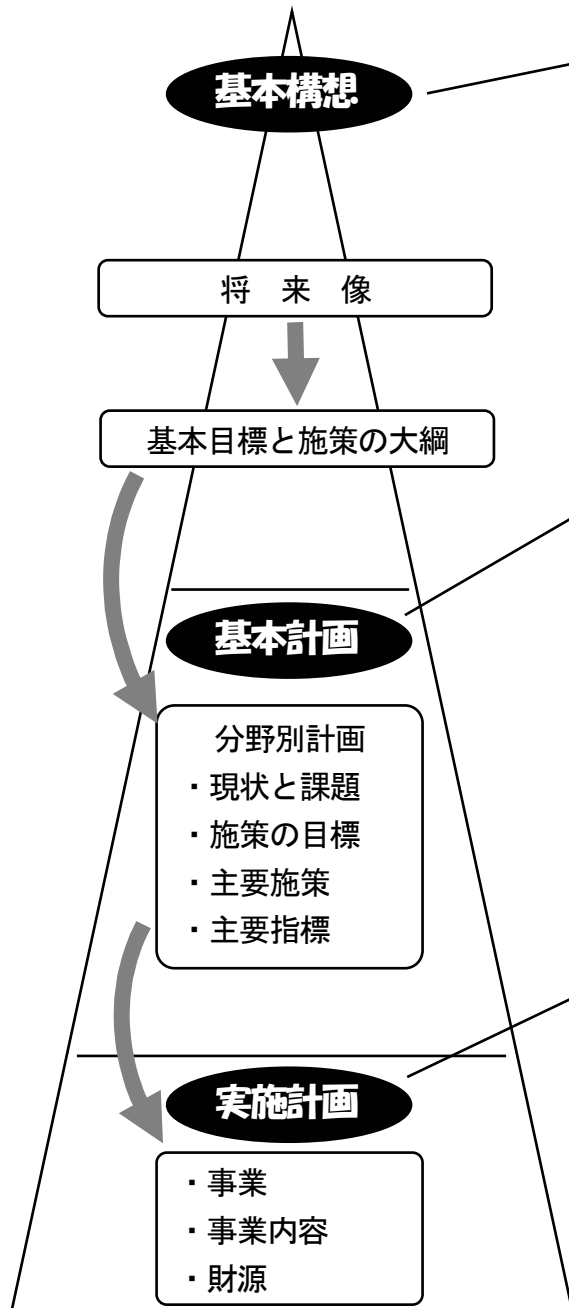 基本構想
将　来　像
基本目標と施策の大綱
基本計画
分野別計画
・現状と課題
・施策の目標
・主要施策
・主要指標
実施計画
・事業
・事業内容
・財源